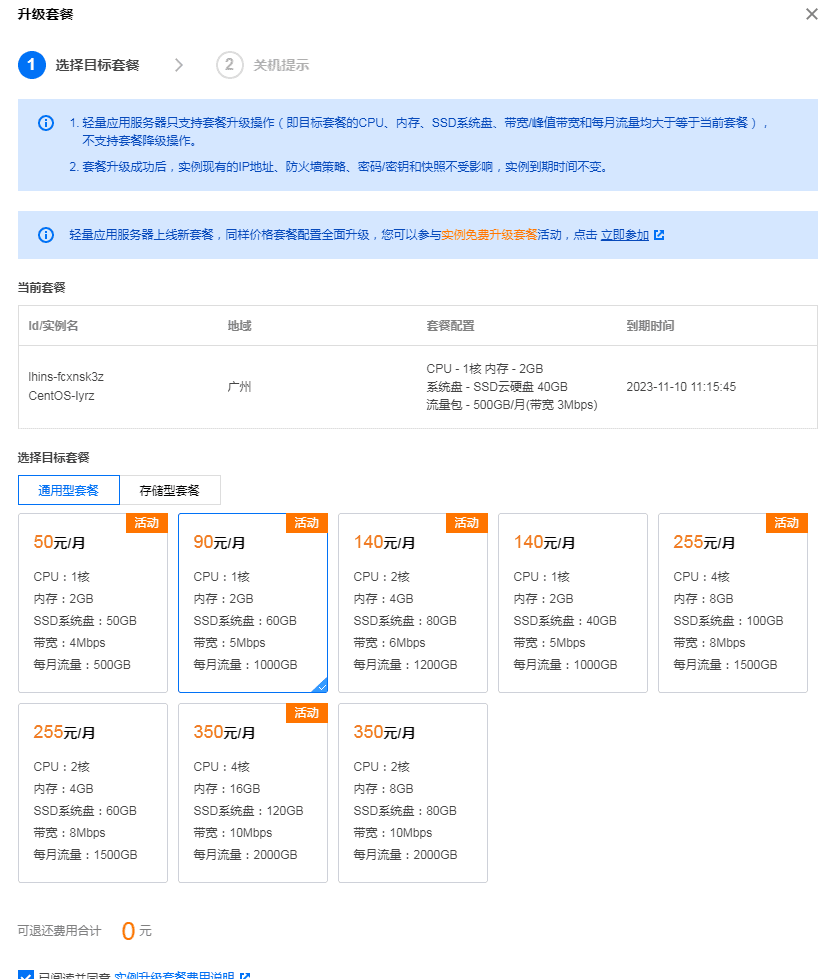 升级套餐
1 选择目标套餐 2 关机提示
1. 轻量应用服务器只支持套餐升级操作（即目标套餐的CPU、内存、SSD系统盘、带宽/峰值带宽和每月流量均大于等于当前套餐），
不支持套餐降级操作。
2. 套餐升级成功后，实例现有的IP地址、防火墙策略、密码/密钥和快照不受影响，实例到期时间不变。
轻量应用服务器上线新套餐，同样价格套餐配置全面升级，您可以参与实例免费升级套餐活动，点击 立即参加
当前套餐
Id/实例名 地域 套餐配置 到期时间
lhins-fcxnsk3z
CentOS-lyrz
广州
CPU - 1核 内存 - 2GB
系统盘 - SSD云硬盘 40GB
流量包 - 500GB/月(带宽 3Mbps)
2023-11-10 11:15:45
选择目标套餐
通用型套餐 存储型套餐
活动
50元/月
CPU：1核
内存：2GB
SSD系统盘：50GB
带宽：4Mbps
每月流量：500GB
活动
90元/月
CPU：1核
内存：2GB
SSD系统盘：60GB
带宽：5Mbps
每月流量：1000GB
活动
140元/月
CPU：2核
内存：4GB
SSD系统盘：80GB
带宽：6Mbps
每月流量：1200GB
140元/月
CPU：1核
内存：2GB
SSD系统盘：40GB
带宽：5Mbps
每月流量：1000GB
活动
255元/月
CPU：4核
内存：8GB
SSD系统盘：100GB
带宽：8Mbps
每月流量：1500GB
255元/月
CPU：2核
内存：4GB
SSD系统盘：60GB
带宽：8Mbps
每月流量：1500GB
活动
350元/月
CPU：4核
内存：16GB
SSD系统盘：120GB
带宽：10Mbps
每月流量：2000GB
350元/月
CPU：2核
内存：8GB
SSD系统盘：80GB
带宽：10Mbps
每月流量：2000GB
可退还费用合计 0 元
已阅读并同意 实例升级套餐费用说明